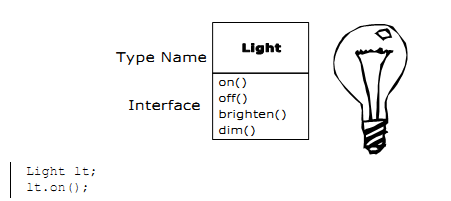 Light
Type Name
on()
Interface
off()
brighten()
dim()
Light lt;
lt.on();